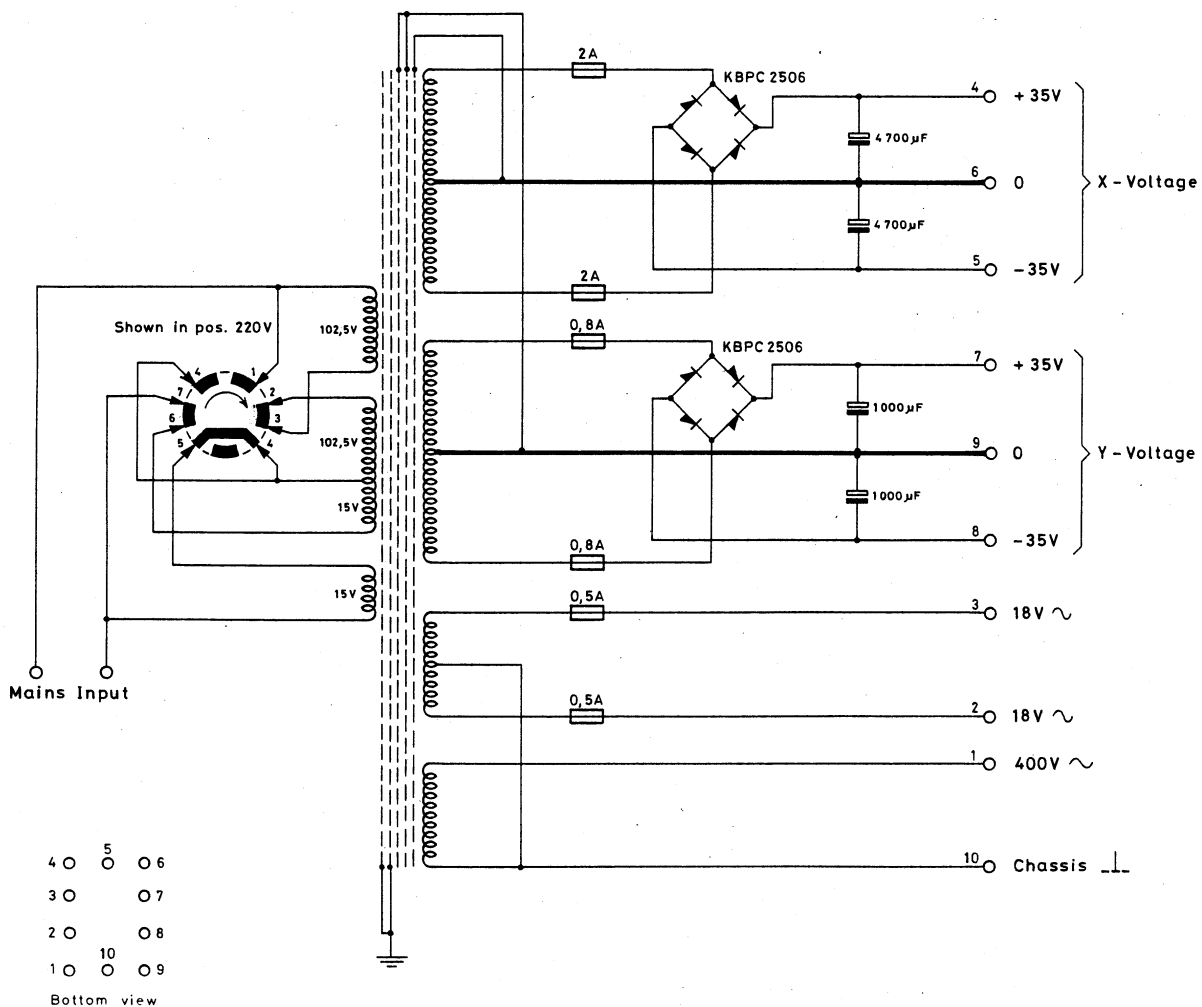 2A
KBPC 2506
4
+35V
4700µF
6
0
X-Voltage
4700µF
5
-35V
2A
Shown in pos. 220V
102,5V
0,8A
KBPC 2506
7
+35V
4
1
7
2
6
3
5
4
102,5V
1000µF
9
0
Y-Voltage
15V
1000µF
8
-35V
0,8A
15V
0,5A
3
18V ∿
Mains Input
0,5A
2
18V ∿
1
400V ∿
10
Chassis
4
5
6
3
7
2
8
1
10
9
Bottom view